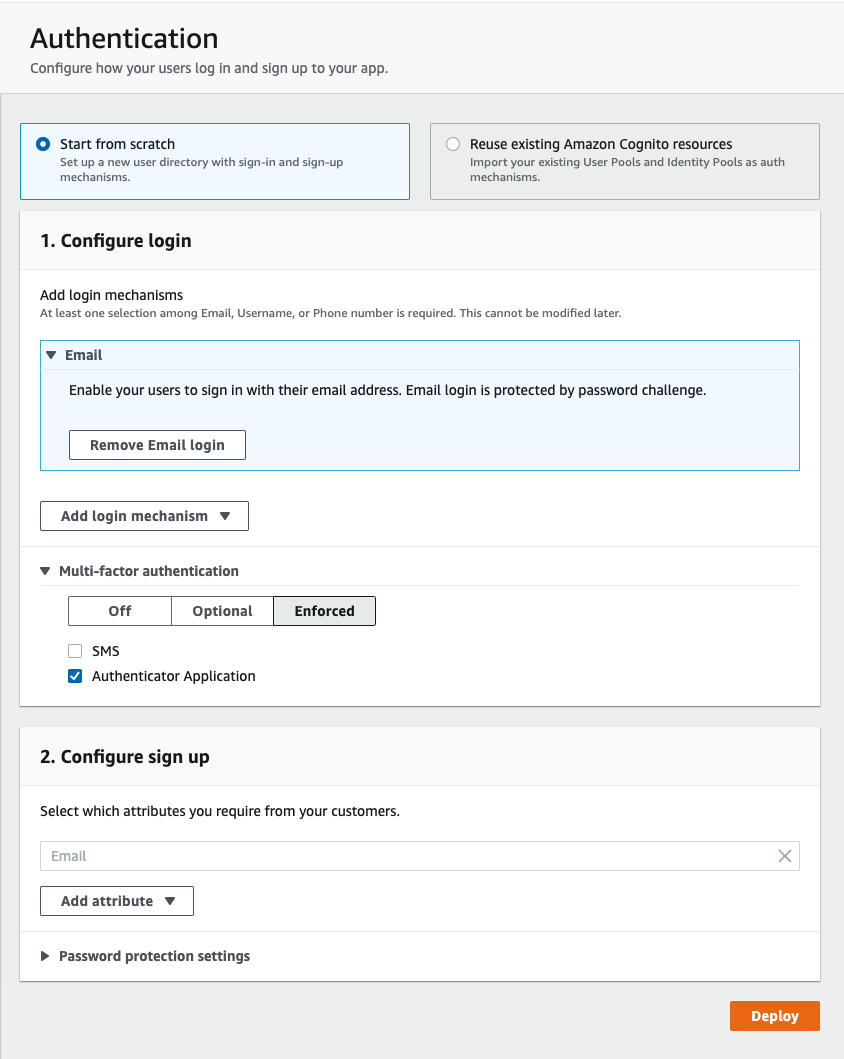 Authentication
Configure how your users log in and sign up to your app.
Start from scratch
Set up a new user directory with sign-in and sign-up
mechanisms.
Reuse existing Amazon Cognito resources
Import your existing User Pools and Identity Pools as auth
mechanisms.
1. Configure login
Add login mechanisms
At least one selection among Email, Username, or Phone number is required. This cannot be modified later.
Email
Enable your users to sign in with their email address. Email login is protected by password challenge.
Remove Email login
Add login mechanism
Multi-factor authentication
Off Optional Enforced
SMS
Authenticator Application
2. Configure sign up
Select which attributes you require from your customers.
Email
Add attribute
Password protection settings
Deploy